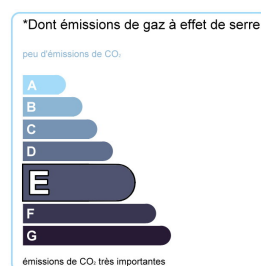 *Dont émissions de gaz à effet de serre
peu d'émissions de CO₂
A
B
C
D
E
F
G
émissions de CO₂ très importantes